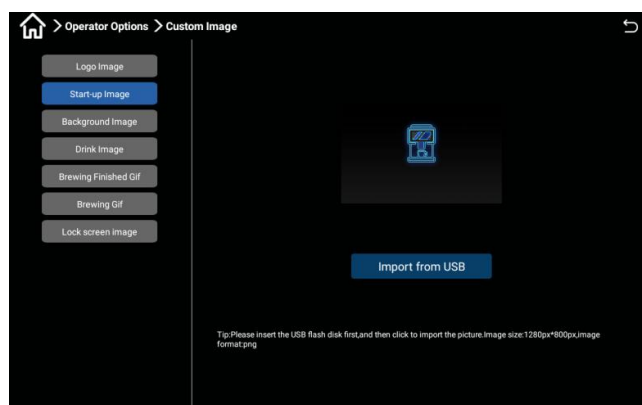 > Operator Options > Custom Image
Logo Image
Start-up Image
Background Image
Drink Image
Brewing Finished Gif
Brewing Gif
Lock screen image
Import from USB
Tip:Please insert the USB flash disk first,and then click to import the picture.Image size:1280px*800px,image
format:png